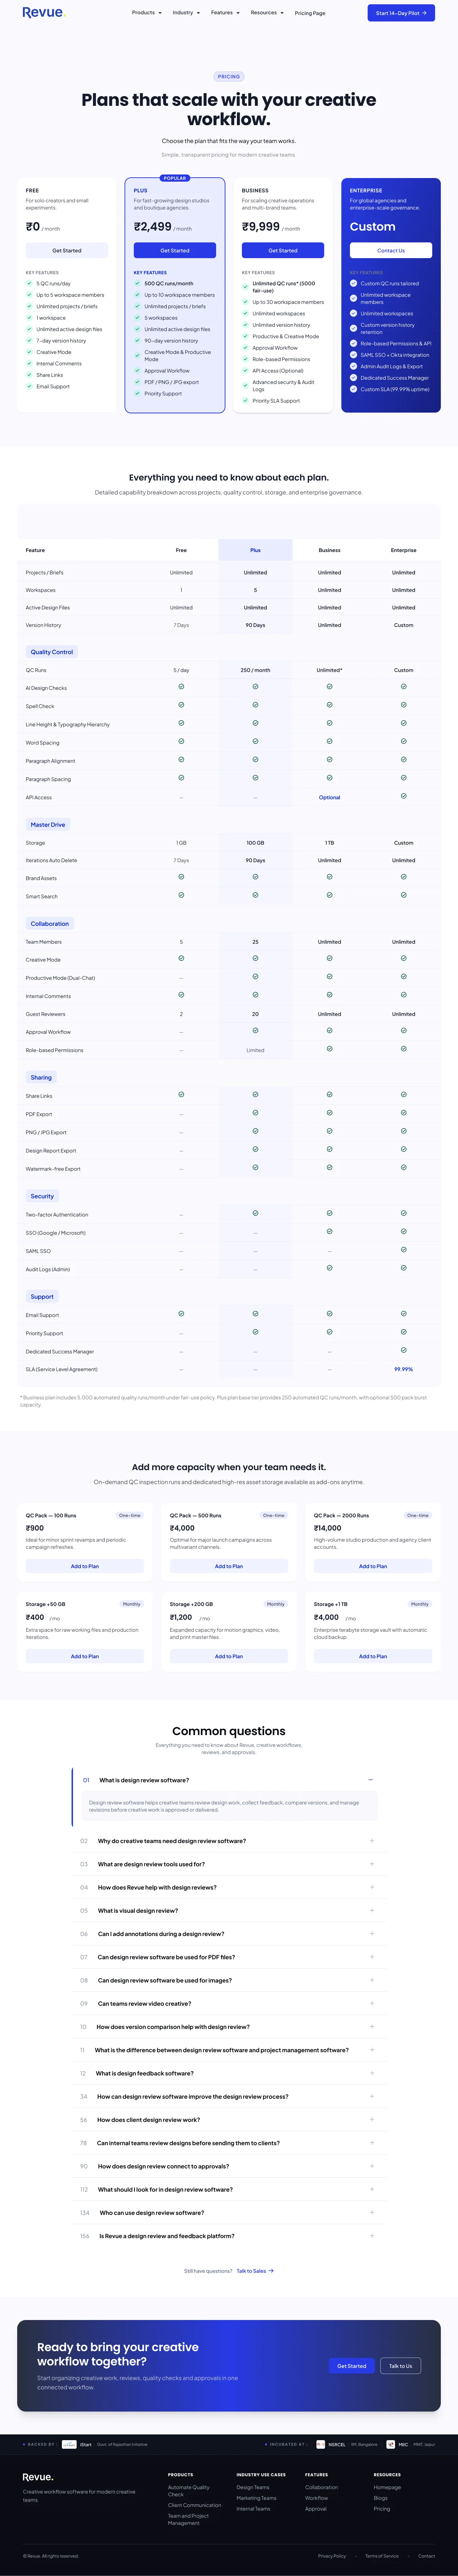 Revue.
Products
Industry
Features
Resources
Pricing Page
Start 14-Day Pilot →
PRICING
Plans that scale with your creative
workflow.
Choose the plan that fits the way your team works.
Simple, transparent pricing for modern creative teams.
FREE
For solo creators and small
experiments.
₹0 / month
Get Started
KEY FEATURES
5 QC runs/day
Up to 5 workspace members
Unlimited projects / briefs
1 workspace
Unlimited active design files
7-day version history
Creative Mode
Internal Comments
Share Links
Email Support
POPULAR
PLUS
For fast-growing design studios
and boutique agencies.
₹2,499 / month
Get Started
KEY FEATURES
500 QC runs/month
Up to 10 workspace members
Unlimited projects / briefs
5 workspaces
Unlimited active design files
90-day version history
Creative Mode & Productive
Mode
Approval Workflow
PDF / PNG / JPG export
Priority Support
BUSINESS
For scaling creative operations
and multi-brand teams.
₹9,999 / month
Get Started
KEY FEATURES
Unlimited QC runs* (5000
fair-use)
Up to 30 workspace members
Unlimited workspaces
Unlimited version history
Productive & Creative Mode
Approval Workflow
Role-based Permissions
API Access (Optional)
Advanced security & Audit
Logs
Priority SLA Support
ENTERPRISE
For global agencies and
enterprise-scale governance.
Custom
Contact Us
KEY FEATURES
Custom QC runs tailored
Unlimited workspace
members
Unlimited workspaces
Custom version history
retention
Role-based Permissions & API
SAML SSO + Okta integration
Admin Audit Logs & Export
Dedicated Success Manager
Custom SLA (99.99% uptime)
Everything you need to know about each plan.
Detailed capability breakdown across projects, quality control, storage, and enterprise governance.
Feature Free Plus Business Enterprise
Projects / Briefs Unlimited Unlimited Unlimited Unlimited
Workspaces 1 5 Unlimited Unlimited
Active Design Files Unlimited Unlimited Unlimited Unlimited
Version History 7 Days 90 Days Unlimited Custom
Quality Control
QC Runs 5 / day 250 / month Unlimited* Custom
AI Design Checks
Spell Check
Line Height & Typography Hierarchy
Word Spacing
Paragraph Alignment
Paragraph Spacing
API Access — — Optional
Master Drive
Storage 1 GB 100 GB 1 TB Custom
Iterations Auto Delete 7 Days 90 Days Unlimited Unlimited
Brand Assets
Smart Search
Collaboration
Team Members 5 25 Unlimited Unlimited
Creative Mode
Productive Mode (Dual-Chat) —
Internal Comments
Guest Reviewers 2 20 Unlimited Unlimited
Approval Workflow —
Role-based Permissions — Limited
Sharing
Share Links
PDF Export —
PNG / JPG Export —
Design Report Export —
Watermark-free Export —
Security
Two-factor Authentication —
SSO (Google / Microsoft) — —
SAML SSO — — —
Audit Logs (Admin) — —
Support
Email Support
Priority Support —
Dedicated Success Manager — — —
SLA (Service Level Agreement) — — — 99.99%
* Business plan includes 5,000 automated quality runs/month under fair-use policy. Plus plan base tier provides 250 automated QC runs/month, with optional 500 pack burst
capacity.
Add more capacity when your team needs it.
On-demand QC inspection runs and dedicated high-res asset storage available as add-ons anytime.
QC Pack — 100 Runs One-time
₹900
Ideal for minor sprint revamps and periodic
campaign refreshes.
Add to Plan
QC Pack — 500 Runs One-time
₹4,000
Optimal for major launch campaigns across
multivariant channels.
Add to Plan
QC Pack — 2000 Runs One-time
₹14,000
High-volume studio production and agency client
accounts.
Add to Plan
Storage +50 GB Monthly
₹400 /mo
Extra space for raw working files and production
iterations.
Add to Plan
Storage +200 GB Monthly
₹1,200 /mo
Expanded capacity for motion graphics, video,
and print master files.
Add to Plan
Storage +1 TB Monthly
₹4,000 /mo
Enterprise terabyte storage vault with automatic
cloud backup.
Add to Plan
Common questions
Everything you need to know about Revue, creative workflows,
reviews, and approvals.
01 What is design review software? −
Design review software helps creative teams review design work, collect feedback, compare versions, and manage
revisions before creative work is approved or delivered.
02 Why do creative teams need design review software? +
03 What are design review tools used for? +
04 How does Revue help with design reviews? +
05 What is visual design review? +
06 Can I add annotations during a design review? +
07 Can design review software be used for PDF files? +
08 Can design review software be used for images? +
09 Can teams review video creative? +
10 How does version comparison help with design review? +
11 What is the difference between design review software and project management software? +
12 What is design feedback software? +
34 How can design review software improve the design review process? +
56 How does client design review work? +
78 Can internal teams review designs before sending them to clients? +
90 How does design review connect to approvals? +
112 What should I look for in design review software? +
134 Who can use design review software? +
156 Is Revue a design review and feedback platform? +
Still have questions? Talk to Sales →
Ready to bring your creative
workflow together?
Start organizing creative work, reviews, quality checks and approvals in one
connected workflow.
Get Started
Talk to Us
BACKED BY:
iStart
Govt. of Rajasthan Initiative
INCUBATED AT:
NSRCEL
IIM, Bangalore
MIIC
MNIT, Jaipur
Revue.
Creative workflow software for modern creative
teams.
PRODUCTS
Automate Quality
Check
Client Communication
Team and Project
Management
INDUSTRY USE CASES
Design Teams
Marketing Teams
Internal Teams
FEATURES
Collaboration
Workflow
Approval
RESOURCES
Homepage
Blogs
Pricing
© Revue. All rights reserved.
Privacy Policy
Terms of Service
Contact